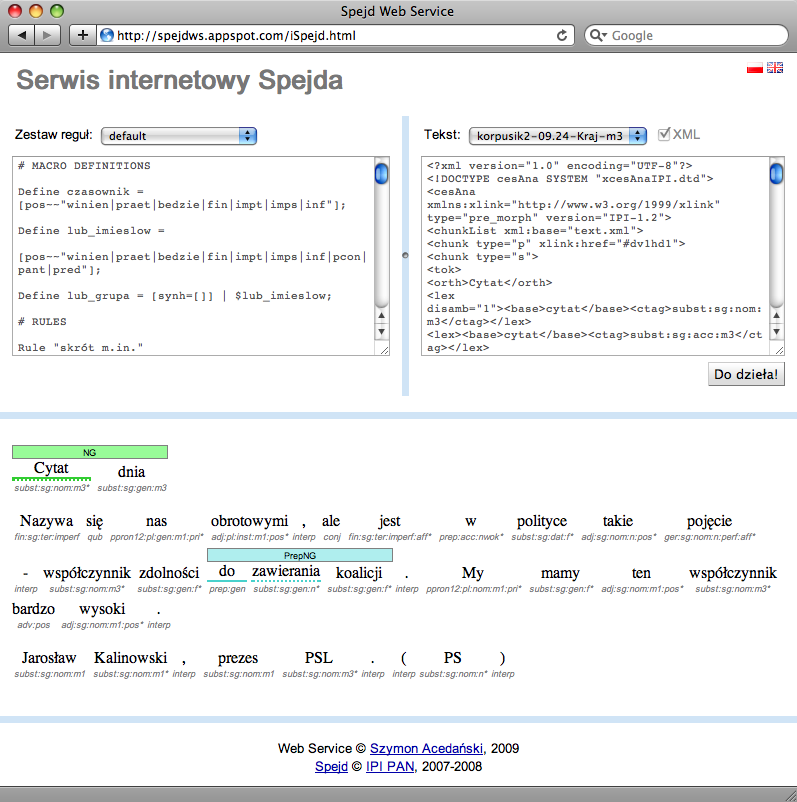 Spejd Web Service
http://spejdws.appspot.com/iSpejd.html
Google
Serwis internetowy Spejda
Zestaw reguł: default
Tekst: korpusik2-09.24-Kraj-m3 XML
# MACRO DEFINITIONS
Define czasownik =
[pos~~"winien|praet|bedzie|fin|impt|imps|inf"];
Define lub_imieslow =
[pos~~"winien|praet|bedzie|fin|impt|imps|inf|pcon|
pant|pred"];
Define lub_grupa = [synh=[]] | $lub_imieslow;
# RULES
Rule "skrót m.in."
<?xml version="1.0" encoding="UTF-8"?>
<!DOCTYPE cesAna SYSTEM "xcesAnaIPI.dtd">
<cesAna
xmlns:xlink="http://www.w3.org/1999/xlink"
type="pre_morph" version="IPI-1.2">
<chunkList xml:base="text.xml">
<chunk type="p" xlink:href="#dv1hd1">
<chunk type="s">
<tok>
<orth>Cytat</orth>
<lex
disamb="1"><base>cytat</base><ctag>subst:sg:nom:
m3</ctag></lex>
<lex><base>cytat</base><ctag>subst:sg:acc:m3</ct
ag></lex>
Do dzieła!
NG
Cytat dnia
subst:sg:nom:m3* subst:sg:gen:m3
Nazywa się nas obrotowymi , ale jest w polityce takie pojęcie
fin:sg:ter:imperf qub ppron12:pl:gen:m1:pri* adj:pl:inst:m1:pos* interp conj fin:sg:ter:imperf:aff* prep:acc:nwok* subst:sg:dat:f* adj:sg:nom:n:pos* ger:sg:nom:n:perf:aff*
PrepNG
- współczynnik zdolności do zawierania koalicji . My mamy ten współczynnik
interp subst:sg:nom:m3* subst:sg:gen:f* prep:gen subst:sg:gen:n* subst:sg:gen:f* interp ppron12:pl:nom:m1:pri* subst:sg:gen:f* adj:sg:nom:m1:pos* subst:sg:nom:m3*
bardzo wysoki .
adv:pos adj:sg:nom:m1:pos* interp
Jarosław Kalinowski , prezes PSL . ( PS )
subst:sg:nom:m1 subst:sg:nom:m1* interp subst:sg:nom:m1 subst:sg:nom:m3* interp interp subst:sg:nom:n* interp
Web Service © Szymon Acedański, 2009
Spejd © IPI PAN, 2007-2008